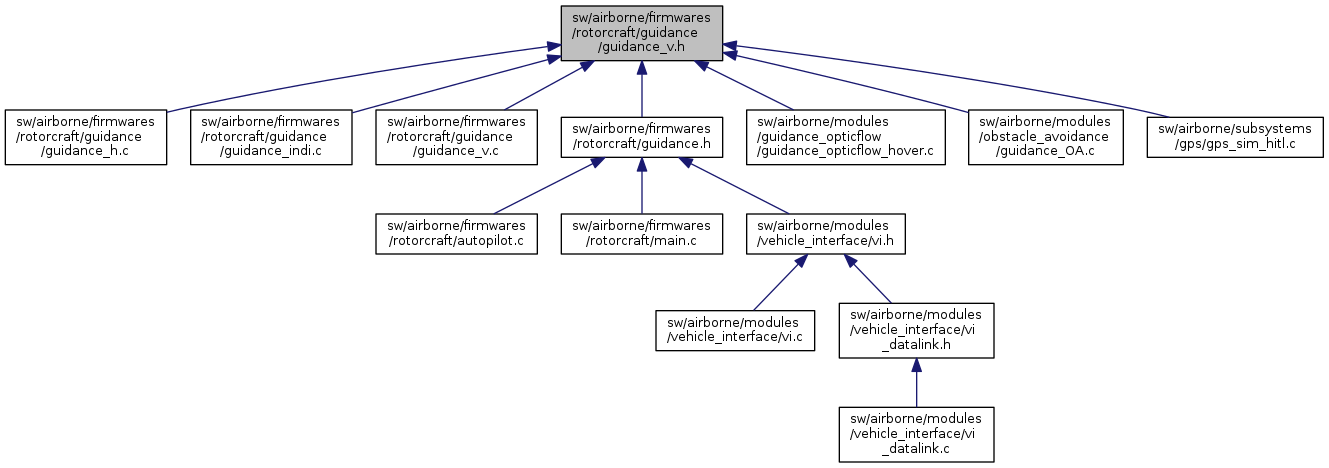 sw/airborne/firmwares
/rotorcraft/guidance
/guidance_v.h
sw/airborne/firmwares
/rotorcraft/guidance
/guidance_h.c
sw/airborne/firmwares
/rotorcraft/guidance
/guidance_indi.c
sw/airborne/firmwares
/rotorcraft/guidance
/guidance_v.c
sw/airborne/firmwares
/rotorcraft/guidance.h
sw/airborne/modules
/guidance_opticflow
/guidance_opticflow_hover.c
sw/airborne/modules
/obstacle_avoidance
/guidance_OA.c
sw/airborne/subsystems
/gps/gps_sim_hitl.c
sw/airborne/firmwares
/rotorcraft/autopilot.c
sw/airborne/firmwares
/rotorcraft/main.c
sw/airborne/modules
/vehicle_interface/vi.h
sw/airborne/modules
/vehicle_interface/vi.c
sw/airborne/modules
/vehicle_interface/vi
_datalink.h
sw/airborne/modules
/vehicle_interface/vi
_datalink.c